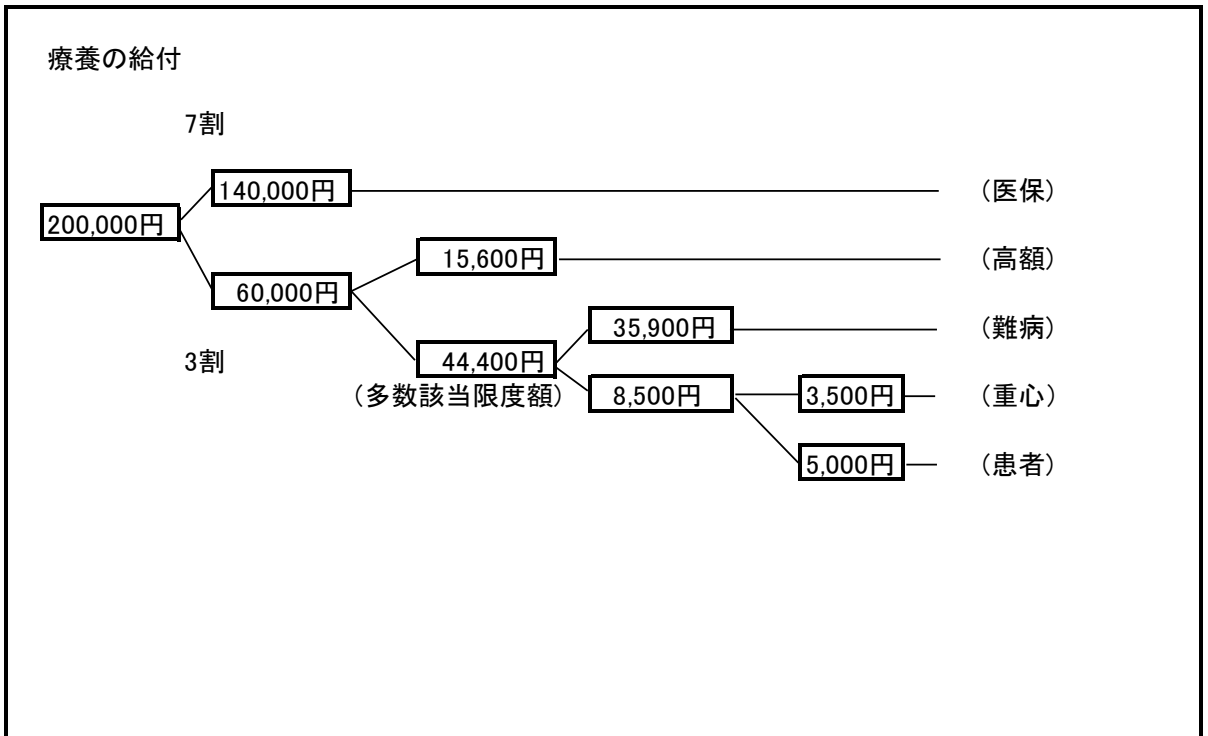 療養の給付
7割
140,000円 （医保）
200,000円
15,600円 （高額）
60,000円
35,900円 （難病）
3割
44,400円
（多数該当限度額） 8,500円 3,500円 （重心）
5,000円 （患者）